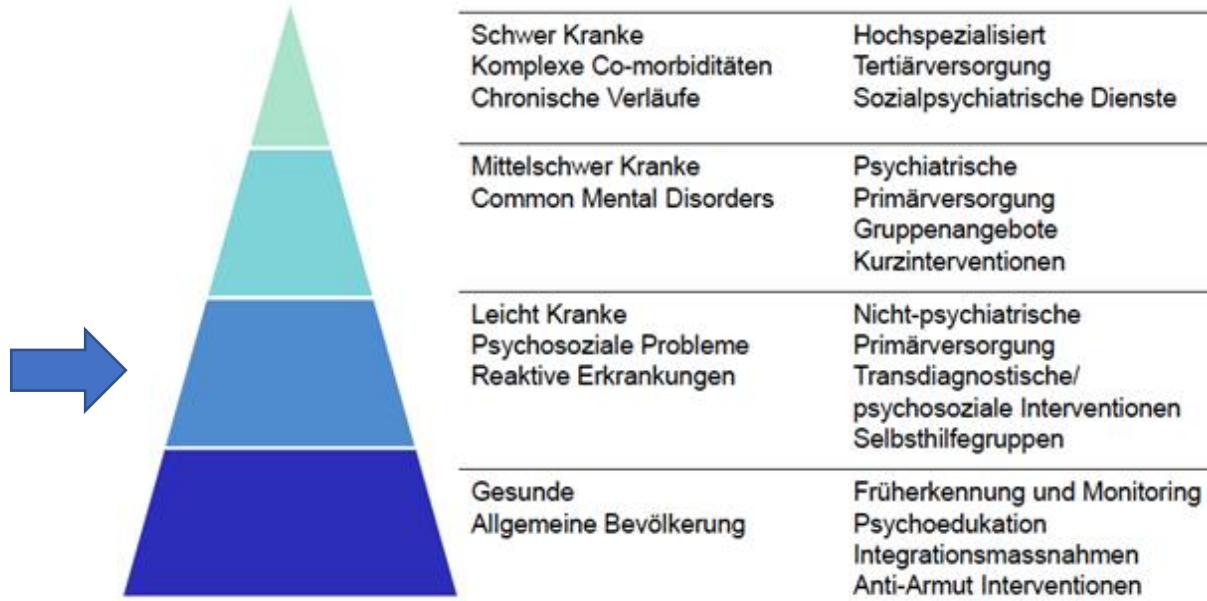 Schwer Kranke
Komplexe Co-morbiditäten
Chronische Verläufe
Hochspezialisiert
Tertiärversorgung
Sozialpsychiatrische Dienste
Mittelschwer Kranke
Common Mental Disorders
Psychiatrische
Primärversorgung
Gruppenangebote
Kurzinterventionen
Leicht Kranke
Psychosoziale Probleme
Reaktive Erkrankungen
Nicht-psychiatrische
Primärversorgung
Transdiagnostische/
psychosoziale Interventionen
Selbsthilfegruppen
Gesunde
Allgemeine Bevölkerung
Früherkennung und Monitoring
Psychoedukation
Integrationsmassnahmen
Anti-Armut Interventionen